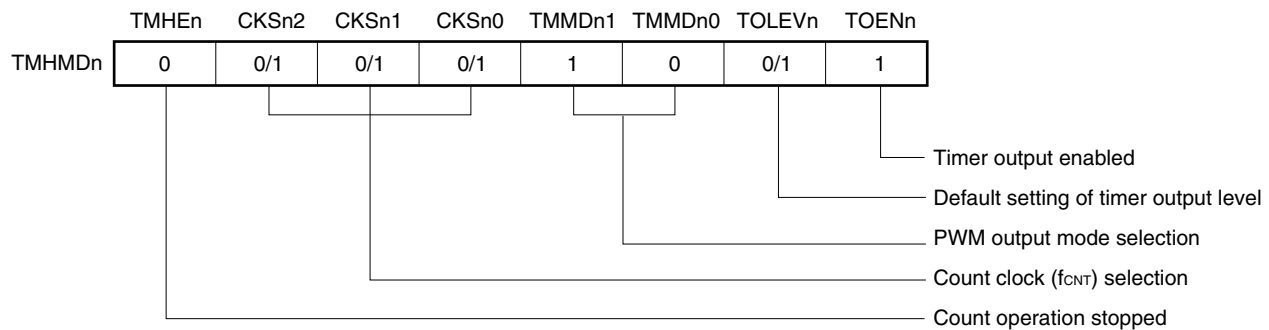 TMHEn CKSn2 CKSn1 CKSn0 TMMDn1 TMMDn0 TOLEVn TOENn
TMHMDn 0 0/1 0/1 0/1 1 0 0/1 1
Timer output enabled
Default setting of timer output level
PWM output mode selection
Count clock (fCNT) selection
Count operation stopped